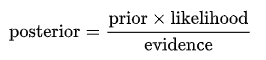 posterior = prior × likelihood / evidence